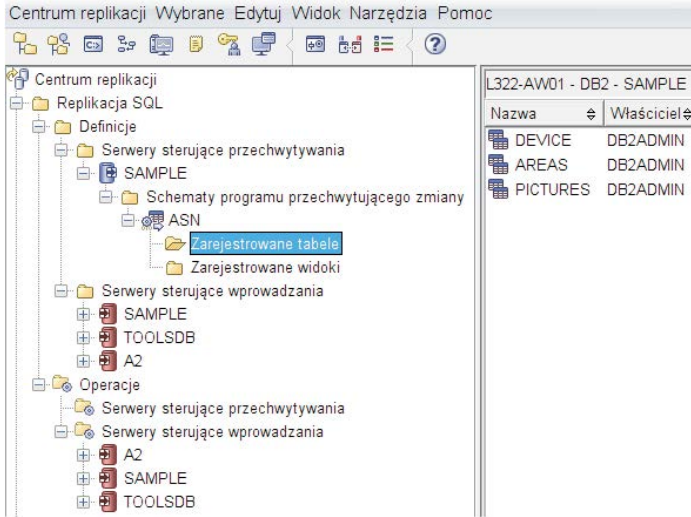 Centrum replikacji Wybrane Edytuj Widok Narzędzia Pomoc
Centrum replikacji
Replikacja SQL
Definicje
Serwery sterujące przechwytywania
SAMPLE
Schematy programu przechwytującego zmiany
ASN
Zarejestrowane tabele
Zarejestrowane widoki
Serwery sterujące wprowadzania
SAMPLE
TOOLSDB
A2
Operacje
Serwery sterujące przechwytywania
Serwery sterujące wprowadzania
A2
SAMPLE
TOOLSDB
L322-AW01 - DB2 - SAMPLE
Nazwa Właściciel
DEVICE DB2ADMIN
AREAS DB2ADMIN
PICTURES DB2ADMIN